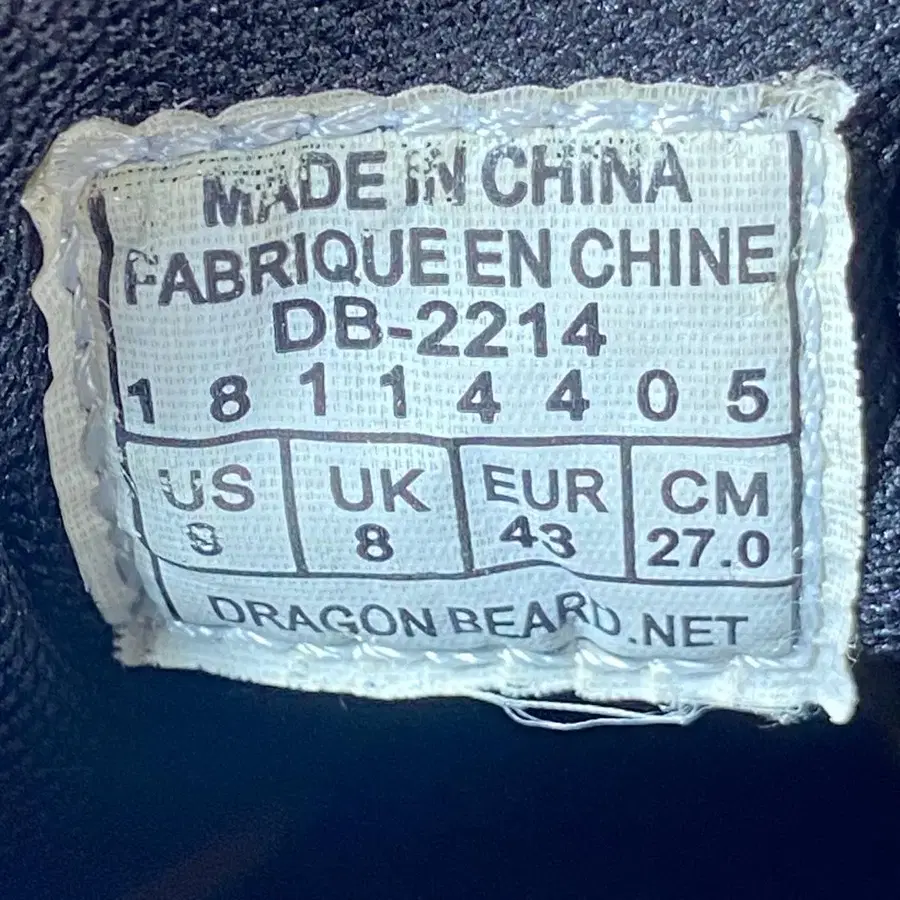 MADE IN CHINA
FABRIQUE EN CHINE
DB-2214
1 8 1 1 4 4 0 5
US UK EUR CM
8 43 27.0
DRAGON BEARD.NET